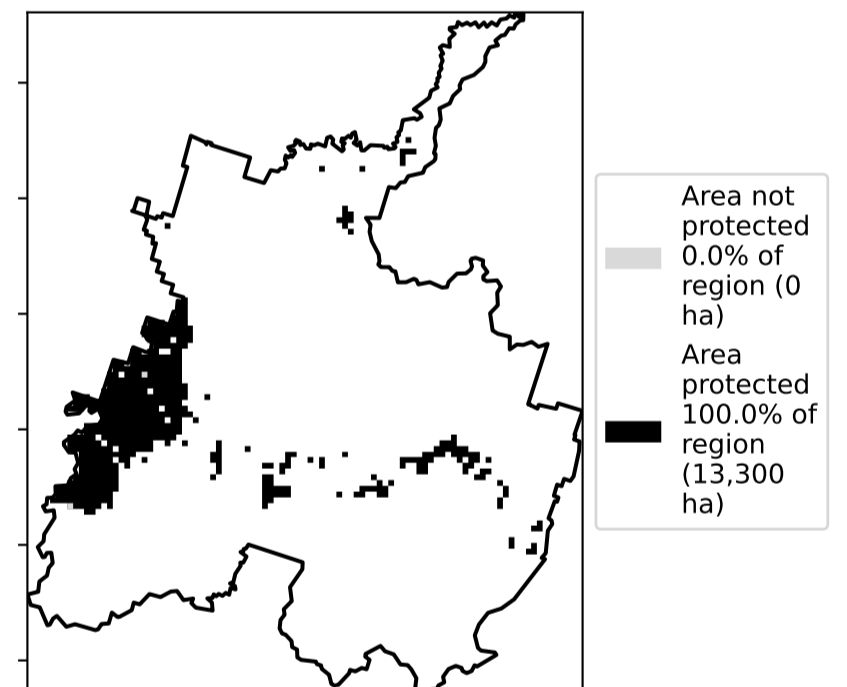 Area not
protected
0.0% of
region (0
ha)
Area
protected
100.0% of
region
(13,300
ha)